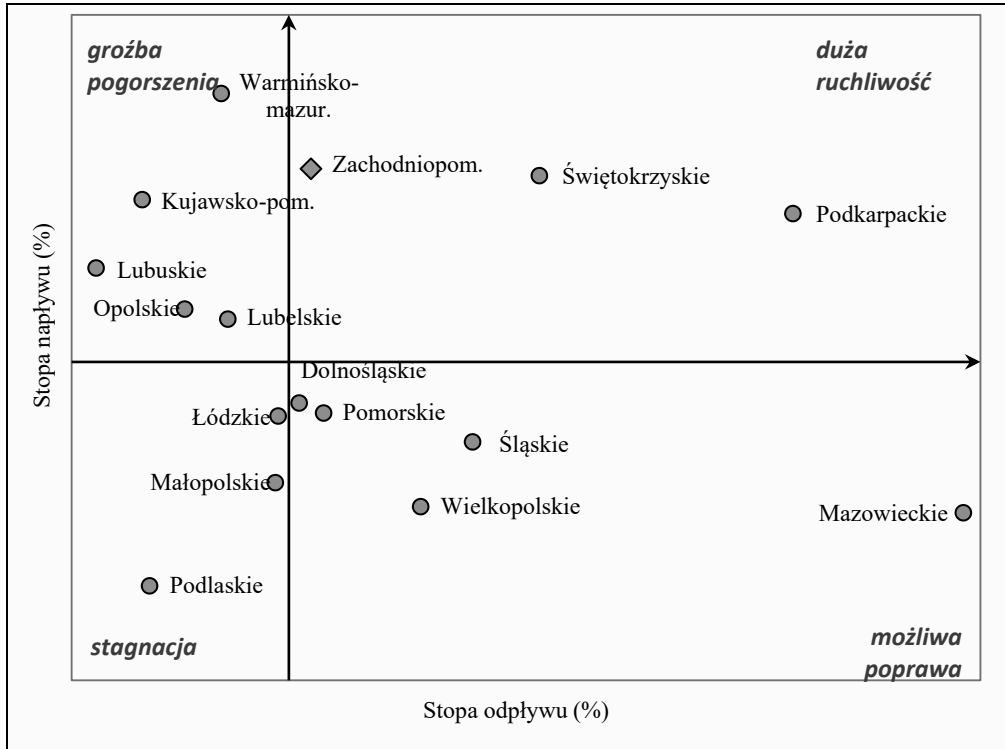 groźba
pogorszenia
duża
ruchliwość
Warmińsko-
mazur.
Zachodniopom.
Świętokrzyskie
Kujawsko-pom.
Podkarpackie
Lubuskie
Opolskie
Lubelskie
Stopa napływu (%)
Dolnośląskie
Łódzkie
Pomorskie
Śląskie
Małopolskie
Wielkopolskie
Mazowieckie
Podlaskie
stagnacja
możliwa
poprawa
Stopa odpływu (%)